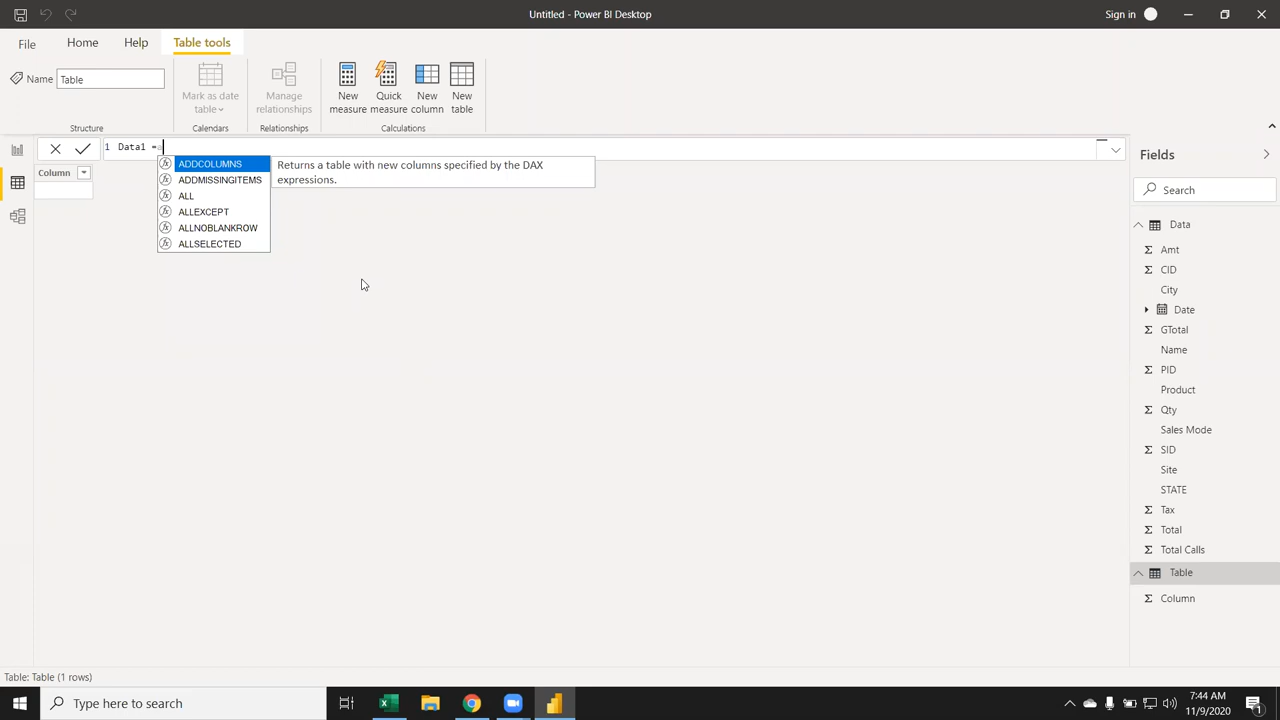 Untitled - Power BI Desktop
Sign in
File
Home
Help
Table tools
Name
Table
Mark as date
table
Manage
relationships
New
measure
Quick
measure
New
column
New
table
Structure
Calendars
Relationships
Calculations
1 Data1 =a
ADDCOLUMNS
ADDMISSINGITEMS
ALL
ALLEXCEPT
ALLNOBLANKROW
ALLSELECTED
Returns a table with new columns specified by the DAX
expressions.
Column
Fields
Search
Data
Amt
CID
City
Date
GTotal
Name
PID
Product
Qty
Sales Mode
SID
Site
STATE
Tax
Total
Total Calls
Table
Column
Table: Table (1 rows)
Type here to search
7:44 AM
11/9/2020
1